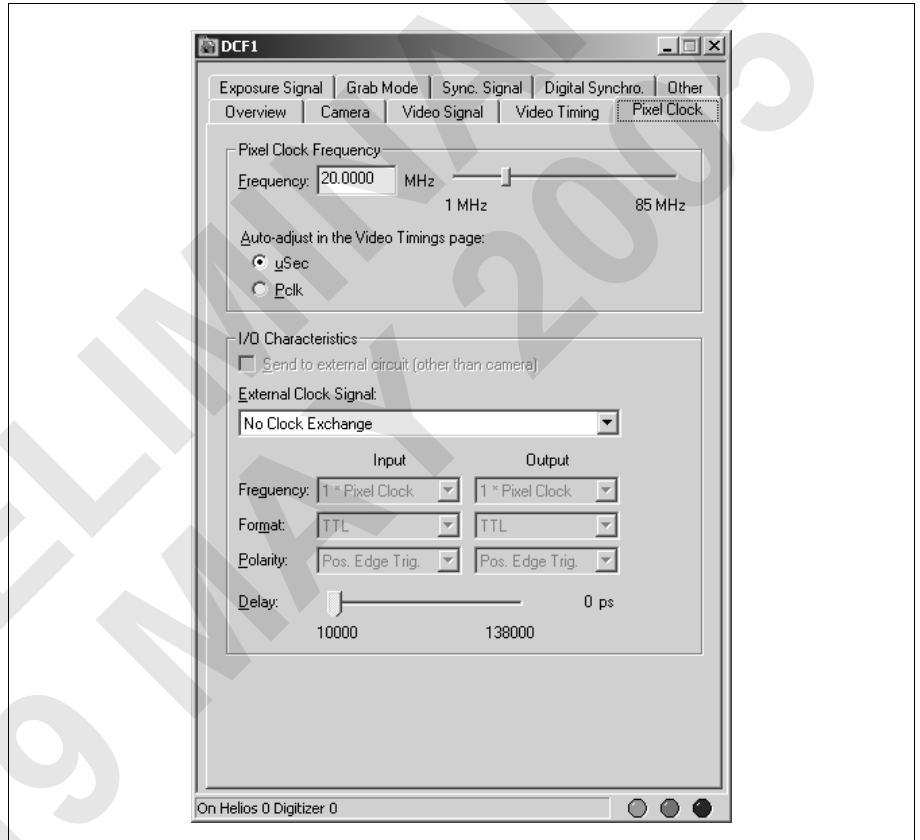 DCF1
Exposure Signal Grab Mode Sync. Signal Digital Synchro. Other
Overview Camera Video Signal Video Timing Pixel Clock
Pixel Clock Frequency
Frequency: 20.0000 MHz
1 MHz 85 MHz
Auto-adjust in the Video Timings page:
uSec
Pclk
I/O Characteristics
Send to external circuit (other than camera)
External Clock Signal:
No Clock Exchange
Input Output
Frequency: 1 * Pixel Clock 1 * Pixel Clock
Format: TTL TTL
Polarity: Pos. Edge Trig. Pos. Edge Trig.
Delay: 0 ps
10000 138000
On Helios 0 Digitizer 0
ELIMINA
9 MAY 2005